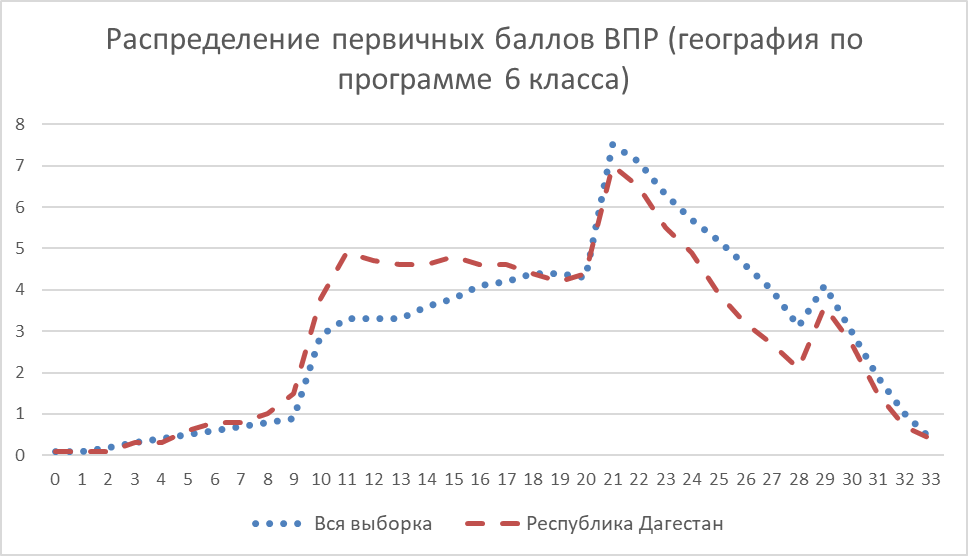 Распределение первичных баллов ВПР (география по
программе 6 класса)
8
7
6
5
4
3
2
1
0
0 1 2 3 4 5 6 7 8 9 10 11 12 13 14 15 16 17 18 19 20 21 22 23 24 25 26 27 28 29 30 31 32 33
Вся выборка Республика Дагестан